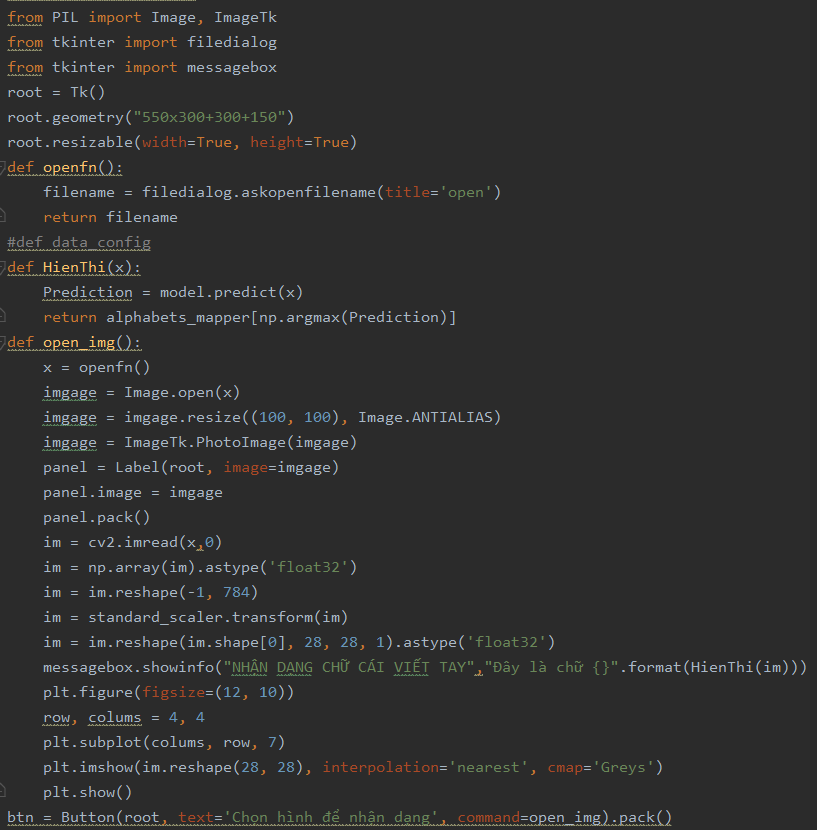 from PIL import Image, ImageTk
from tkinter import filedialog
from tkinter import messagebox
root = Tk()
root.geometry("550x300+300+150")
root.resizable(width=True, height=True)
def openfn():
    filename = filedialog.askopenfilename(title='open')
    return filename
#def data_config
def HienThi(x):
    Prediction = model.predict(x)
    return alphabets_mapper[np.argmax(Prediction)]
def open_img():
    x = openfn()
    imgage = Image.open(x)
    imgage = imgage.resize((100, 100), Image.ANTIALIAS)
    imgage = ImageTk.PhotoImage(imgage)
    panel = Label(root, image=imgage)
    panel.image = imgage
    panel.pack()
    im = cv2.imread(x,0)
    im = np.array(im).astype('float32')
    im = im.reshape(-1, 784)
    im = standard_scaler.transform(im)
    im = im.reshape(im.shape[0], 28, 28, 1).astype('float32')
    messagebox.showinfo("NHẬN DẠNG CHỮ CÁI VIẾT TAY","Đây là chữ {}".format(HienThi(im)))
    plt.figure(figsize=(12, 10))
    row, colums = 4, 4
    plt.subplot(colums, row, 7)
    plt.imshow(im.reshape(28, 28), interpolation='nearest', cmap='Greys')
    plt.show()
btn = Button(root, text='Chọn hình để nhận dạng', command=open_img).pack()